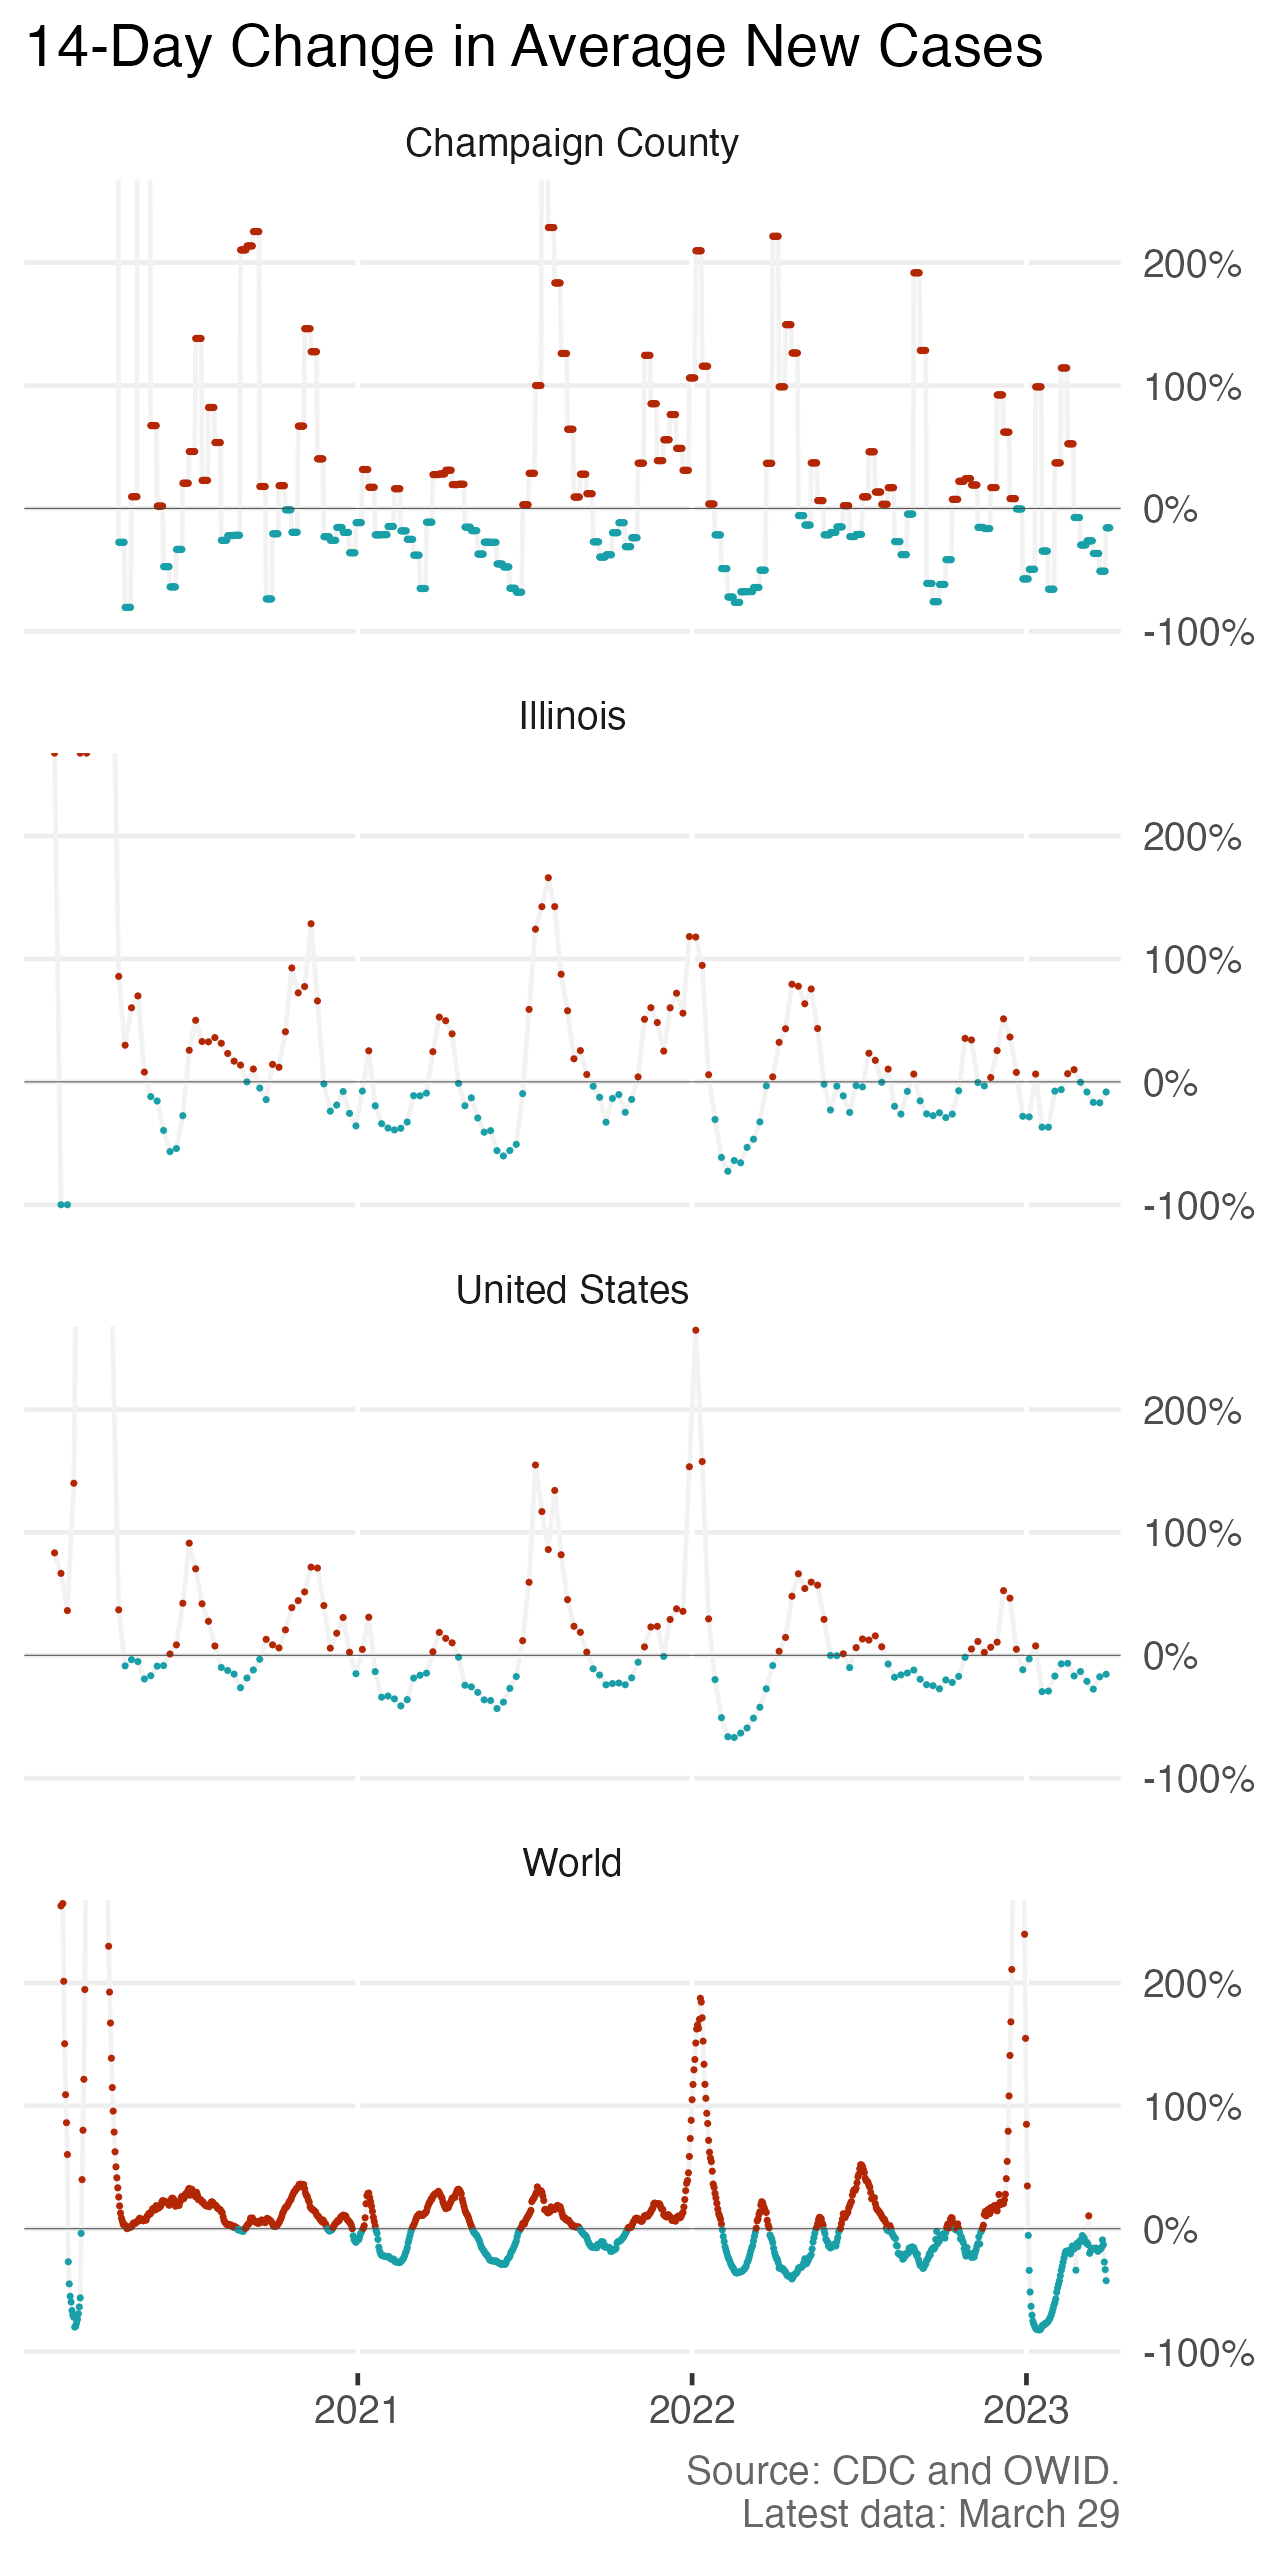 14-Day Change in Average New Cases
Champaign County
200%
100%
0%
-100%
Illinois
200%
100%
0%
-100%
United States
200%
100%
0%
-100%
World
200%
100%
0%
-100%
2021 2022 2023
Source: CDC and OWID.
Latest data: March 29